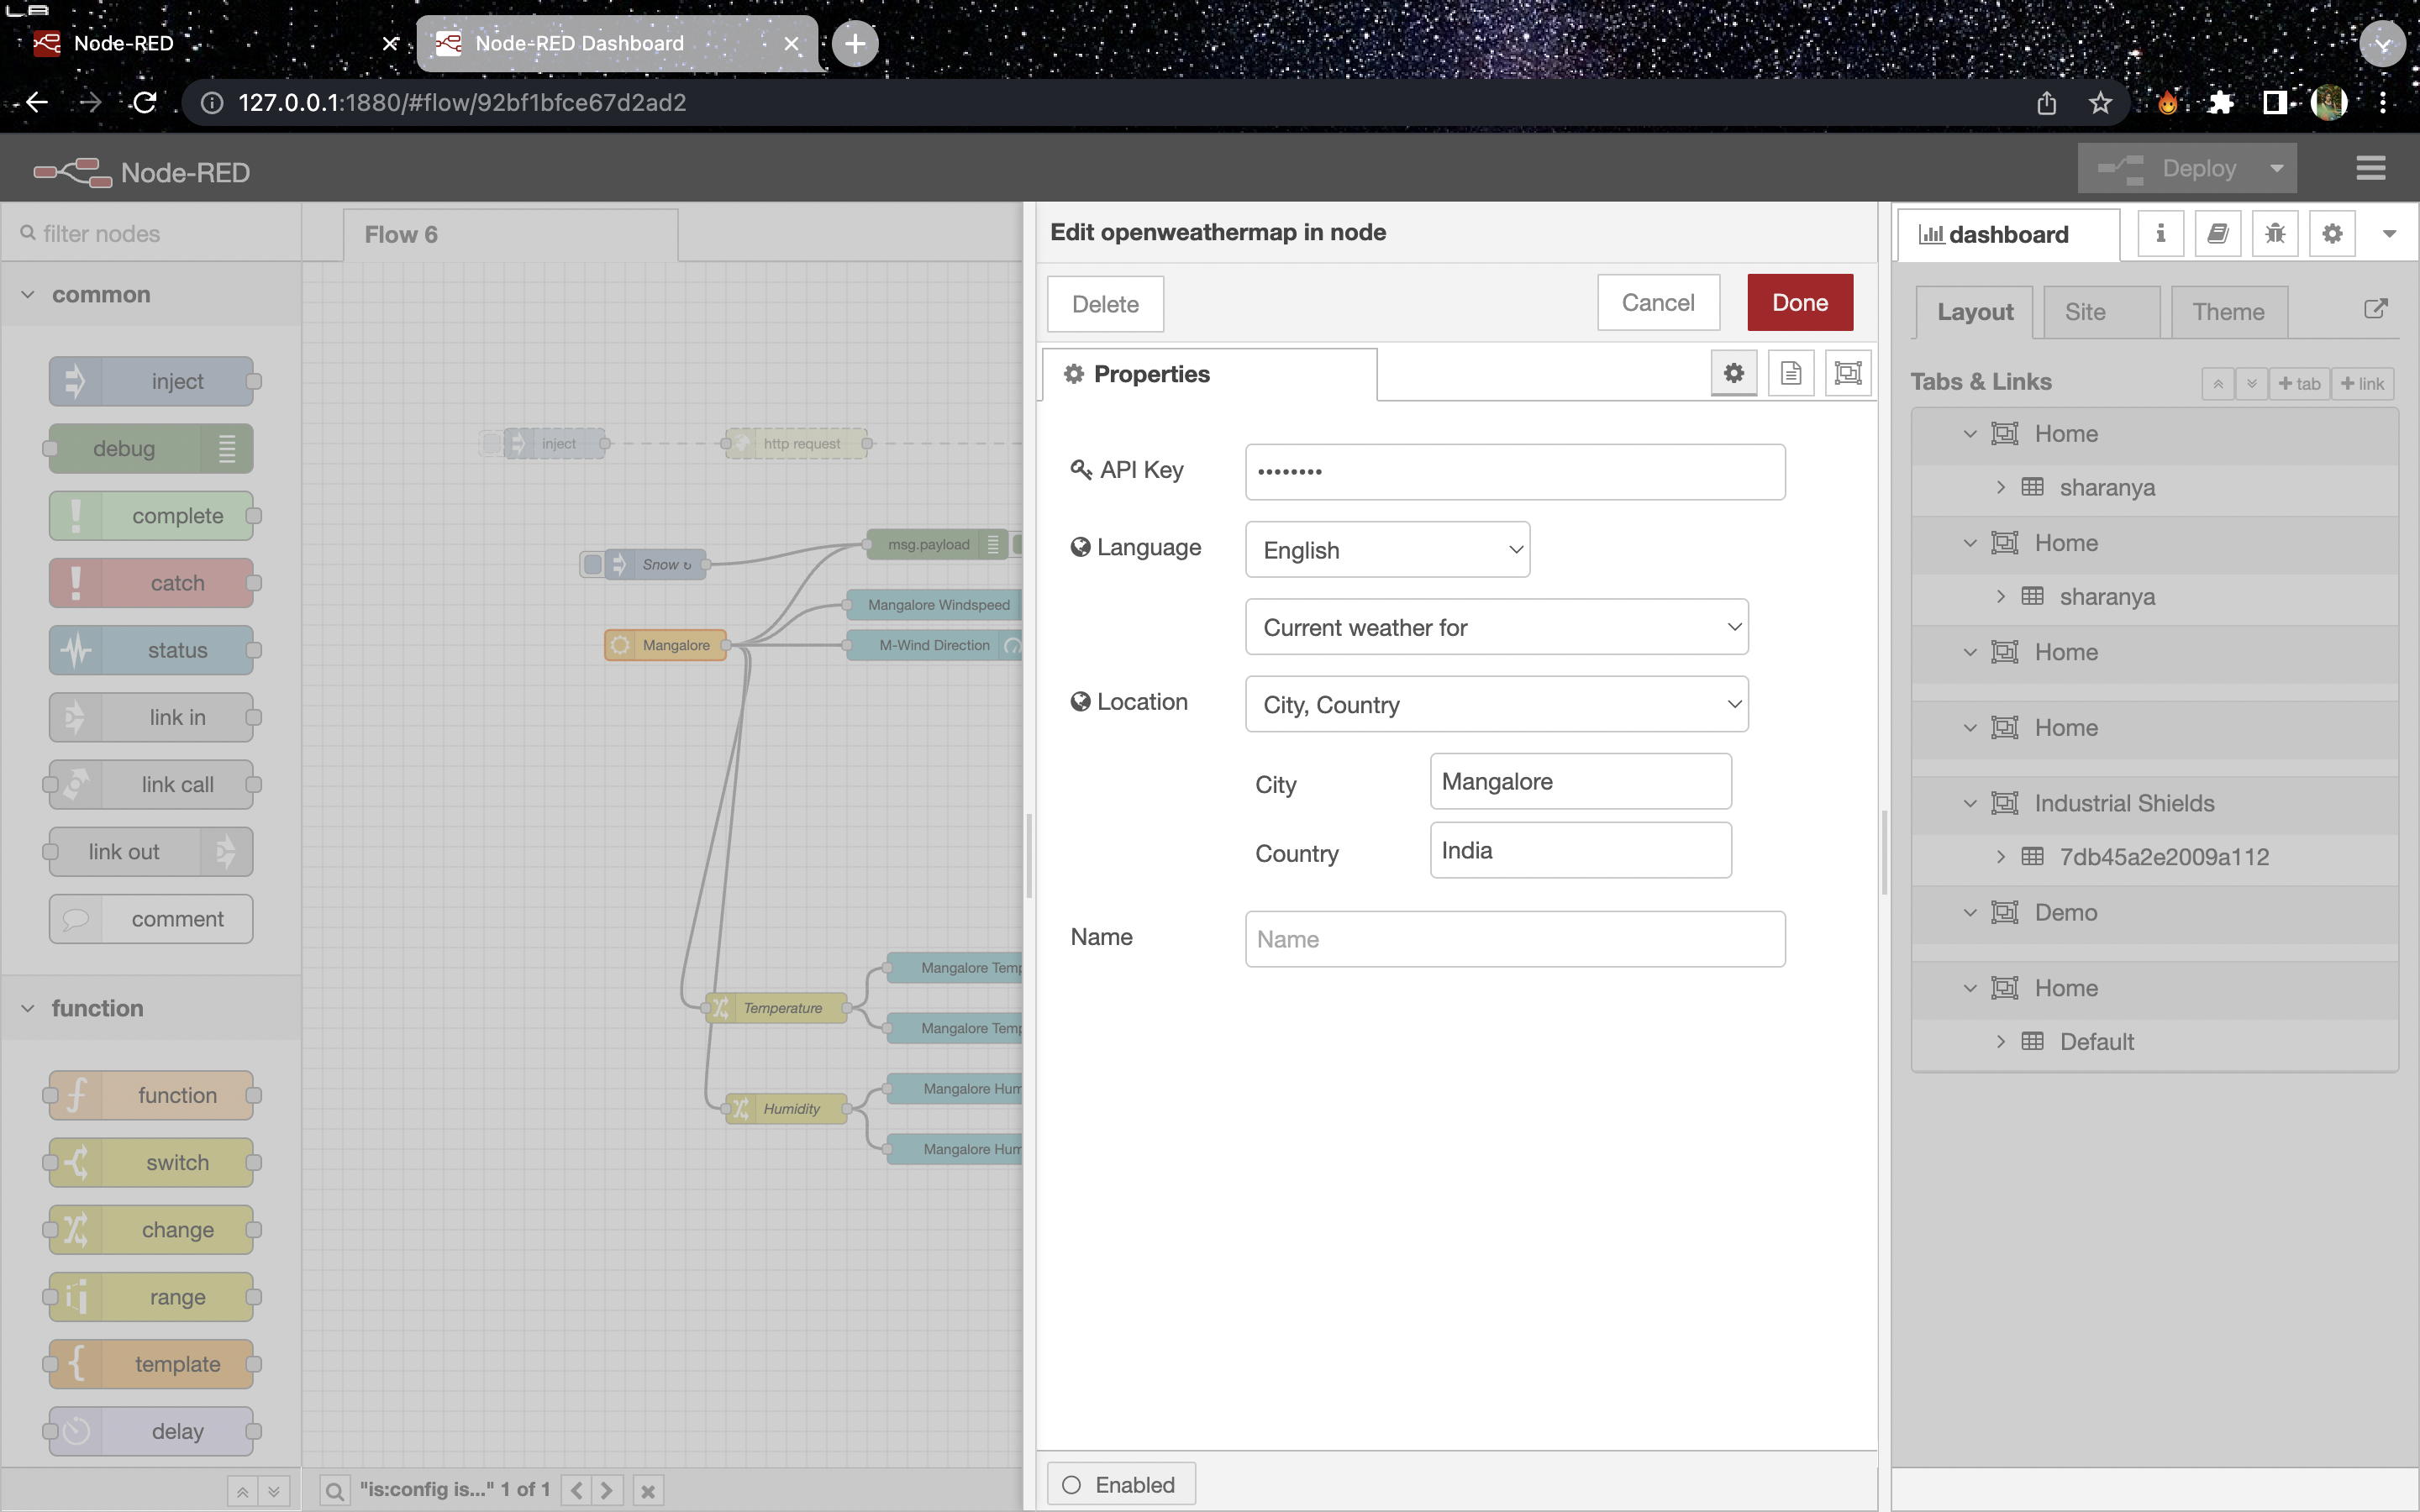 Node-RED
Node-RED Dashboard
127.0.0.1:1880/#flow/92bf1bfce67d2ad2
Node-RED
Deploy
filter nodes
Flow 6
Edit openweathermap in node
dashboard
common
Delete
Cancel
Done
Layout
Site
Theme
inject
Properties
Tabs & Links
tab
link
debug
inject
http request
API Key
Home
sharanya
complete
Language
English
msg.payload
Snow ↻
Home
catch
Mangalore Windspeed
Current weather for
sharanya
status
Mangalore
M-Wind Direction
Home
link in
Location
City, Country
Home
link call
City
Mangalore
Industrial Shields
link out
Country
India
7db45a2e2009a112
comment
Name
Name
Demo
Mangalore Temp
function
Temperature
Home
Mangalore Temp
Default
function
Mangalore Hum
Humidity
switch
Mangalore Hum
change
range
template
delay
"is:config is..." 1 of 1
Enabled